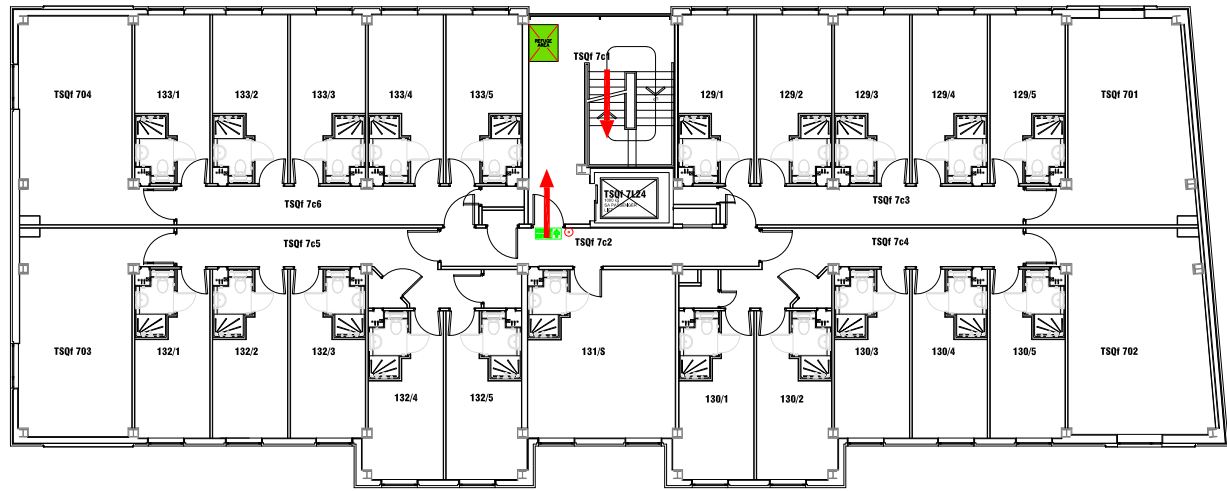 REFUGE
AREA
TSQf 7c1
TSQf 704
133/1
133/2
133/3
133/4
133/5
129/1
129/2
129/3
129/4
129/5
TSQf 701
TSQf 7L24
TSQf 7c6
TSQf 7c3
TSQf 7c5
TSQf 7c2
TSQf 7c4
TSQf 703
132/1
132/2
132/3
131/S
130/3
130/4
130/5
TSQf 702
132/4
132/5
130/1
130/2